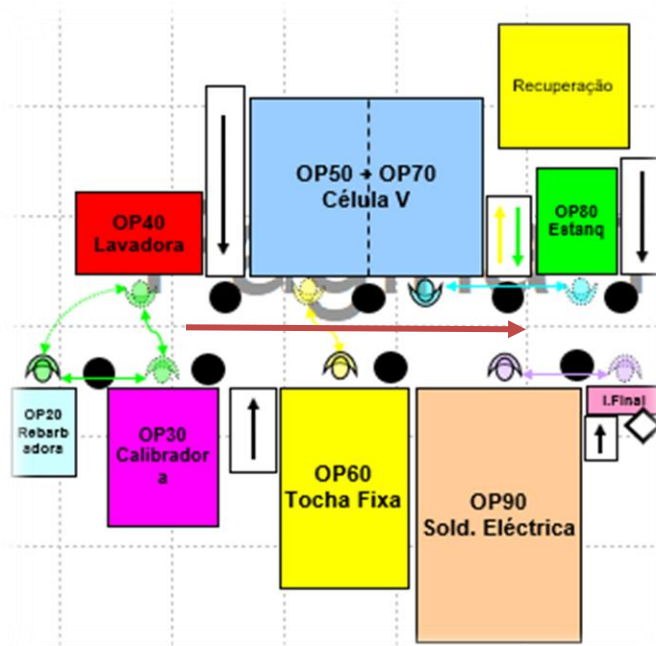 Recuperação
OP50 → OP70
Célula V
OP40
Lavadora
OP80
Estanq
OP20
Rebarb
adora
OP30
Calibrador
a
OP60
Tocha Fixa
OP90
Sold. Eléctrica
I.Final